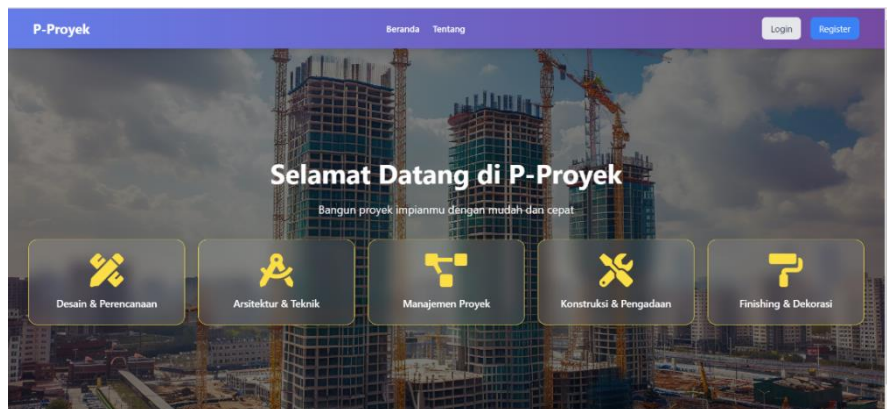 P-Proyek
Beranda Tentang
Login Register
Selamat Datang di P-Proyek
Bangun proyek impianmu dengan mudah dan cepat
Desain & Perencanaan
Arsitektur & Teknik
Manajemen Proyek
Konstruksi & Pengadaan
Finishing & Dekorasi